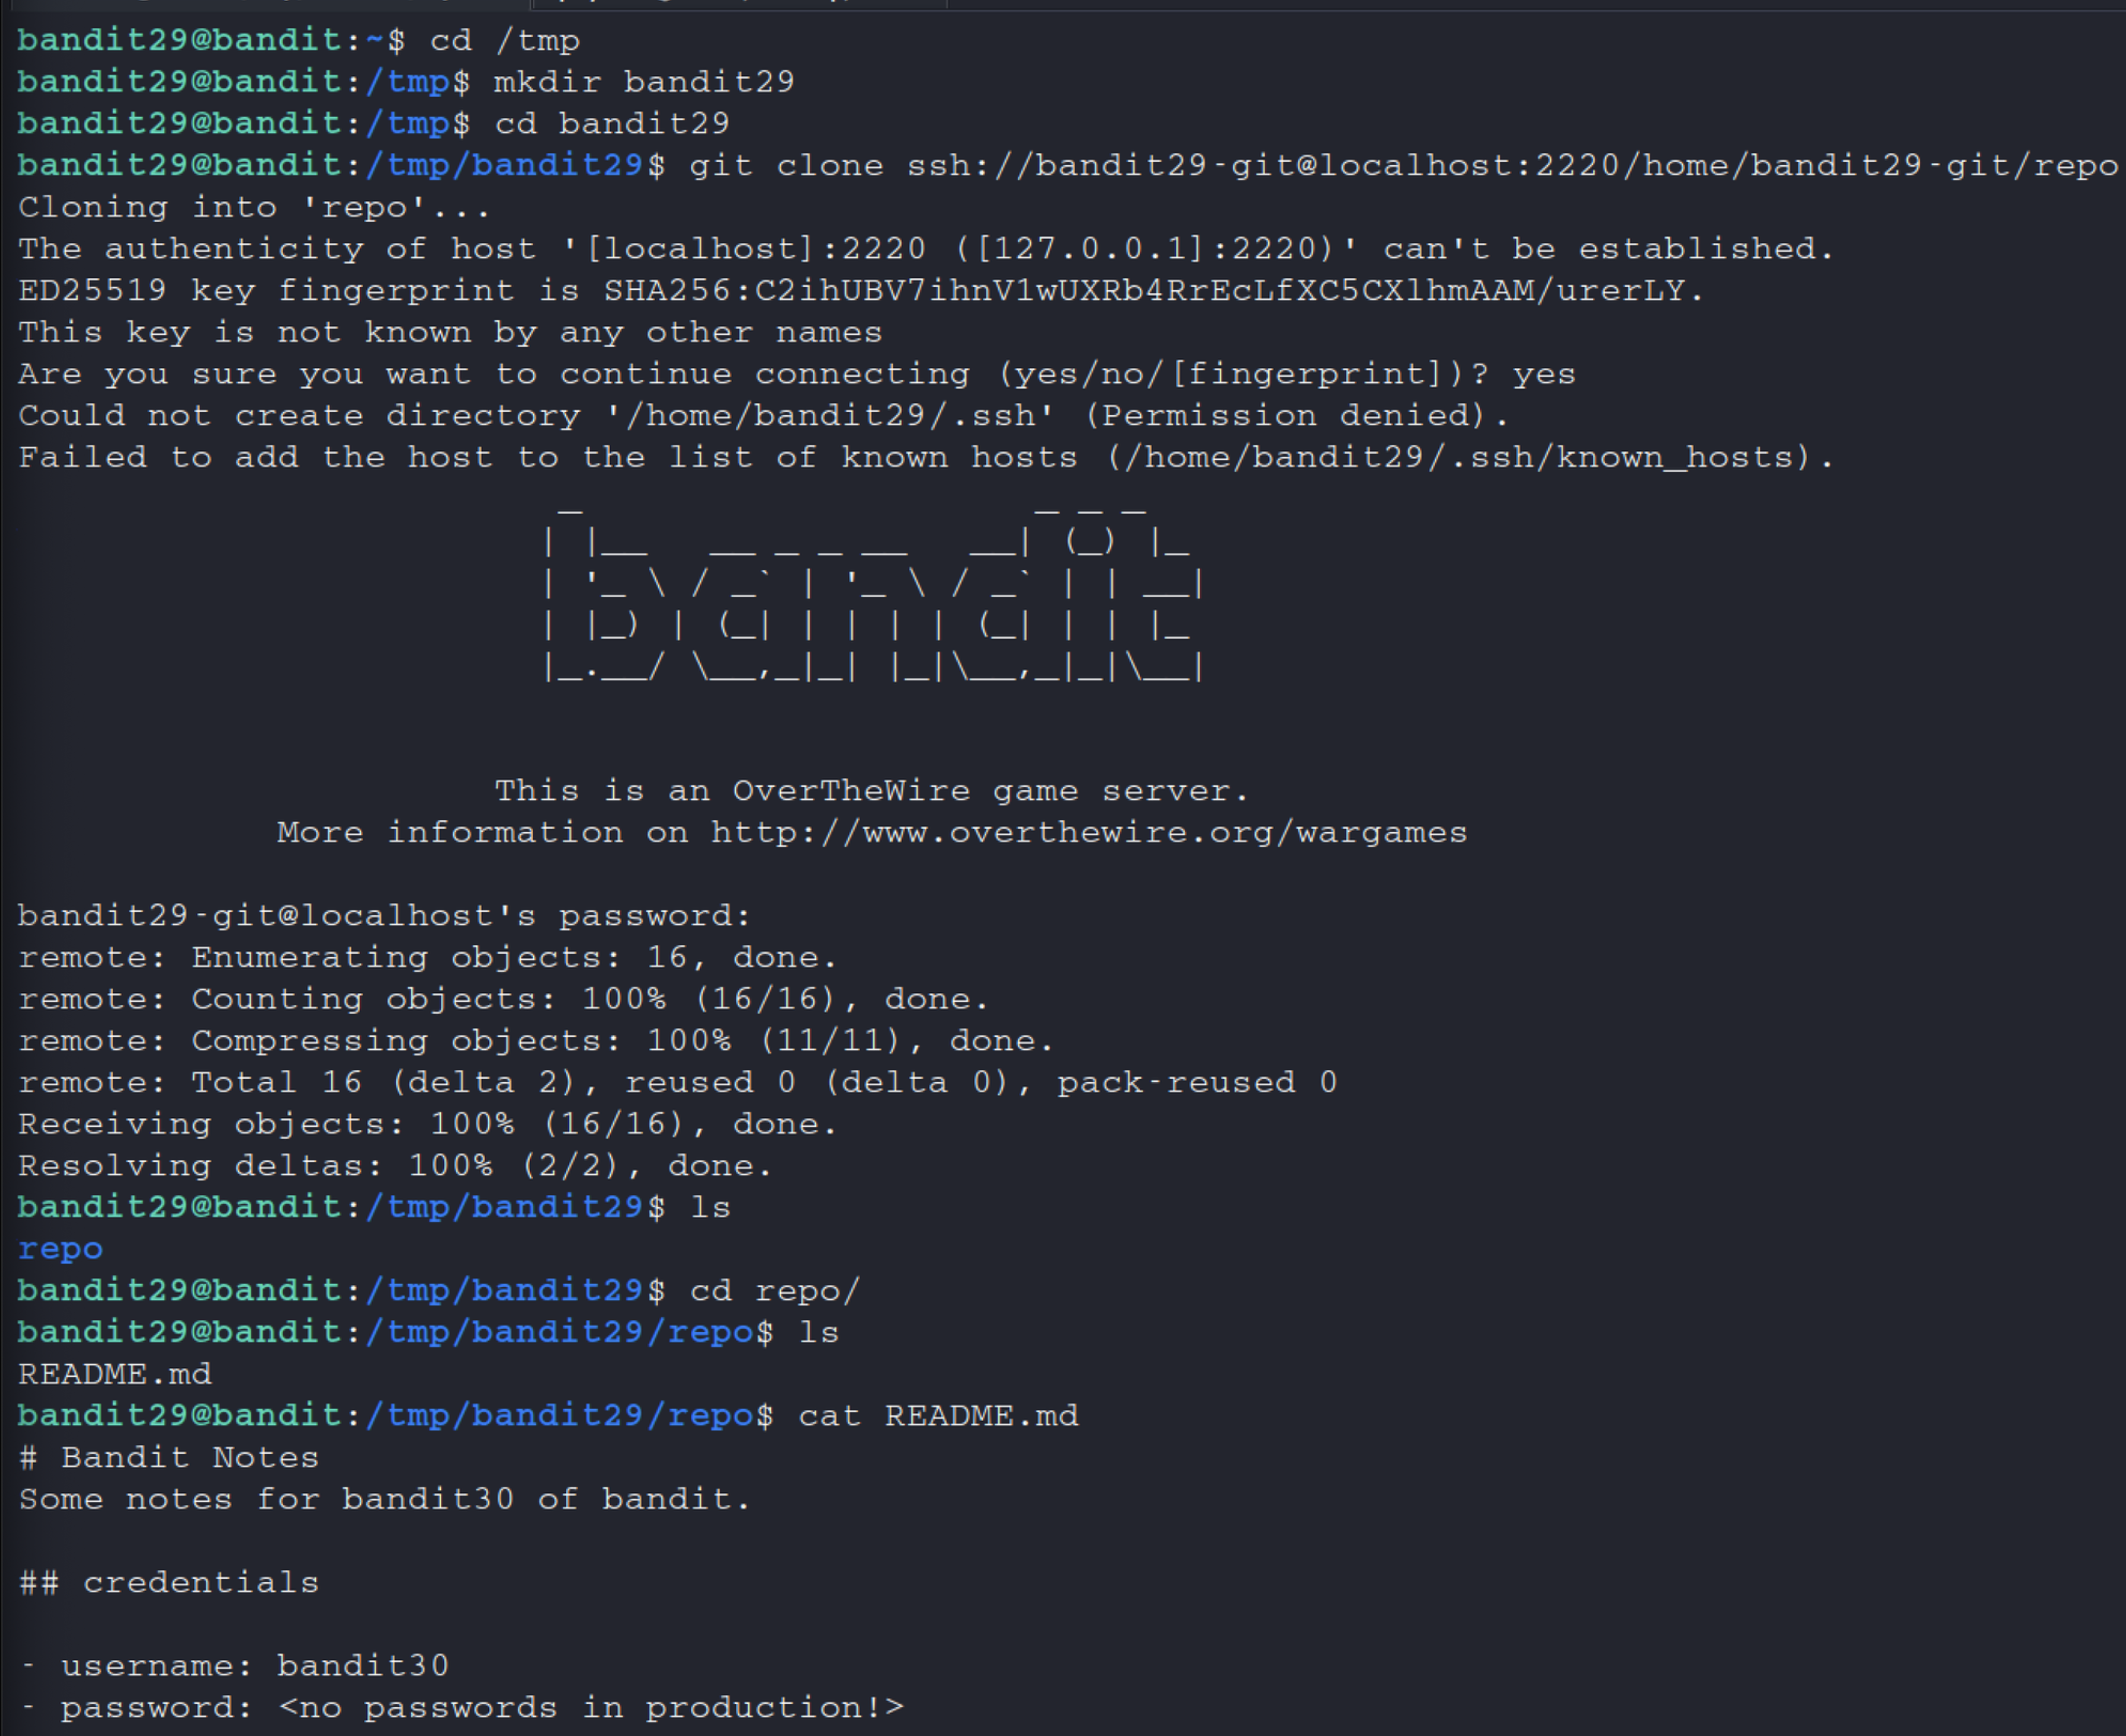 bandit29@bandit:~$ cd /tmp
bandit29@bandit:/tmp$ mkdir bandit29
bandit29@bandit:/tmp$ cd bandit29
bandit29@bandit:/tmp/bandit29$ git clone ssh://bandit29-git@localhost:2220/home/bandit29-git/repo
Cloning into 'repo'...
The authenticity of host '[localhost]:2220 ([127.0.0.1]:2220)' can't be established.
ED25519 key fingerprint is SHA256:C2ihUBV7ihnV1wUXRb4RrEcLfXC5CXlhmAAM/urerLY.
This key is not known by any other names
Are you sure you want to continue connecting (yes/no/[fingerprint])? yes
Could not create directory '/home/bandit29/.ssh' (Permission denied).
Failed to add the host to the list of known hosts (/home/bandit29/.ssh/known_hosts).
bandit
This is an OverTheWire game server.
More information on http://www.overthewire.org/wargames
bandit29-git@localhost's password:
remote: Enumerating objects: 16, done.
remote: Counting objects: 100% (16/16), done.
remote: Compressing objects: 100% (11/11), done.
remote: Total 16 (delta 2), reused 0 (delta 0), pack-reused 0
Receiving objects: 100% (16/16), done.
Resolving deltas: 100% (2/2), done.
bandit29@bandit:/tmp/bandit29$ ls
repo
bandit29@bandit:/tmp/bandit29$ cd repo/
bandit29@bandit:/tmp/bandit29/repo$ ls
README.md
bandit29@bandit:/tmp/bandit29/repo$ cat README.md
# Bandit Notes
Some notes for bandit30 of bandit.
## credentials
- username: bandit30
- password: <no passwords in production!>